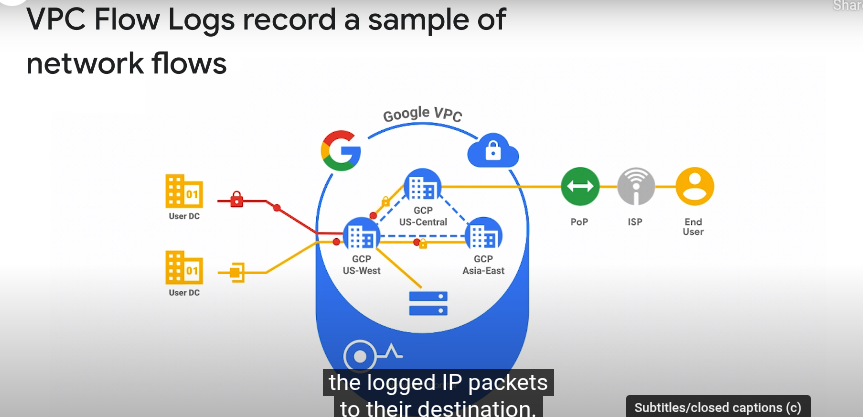 Shar
VPC Flow Logs record a sample of
network flows
Google VPC
01
User DC
GCP
US-Central
PoP
ISP
End
User
GCP
US-West
GCP
Asia-East
01
User DC
the logged IP packets
to their destination.
Subtitles/closed captions (c)